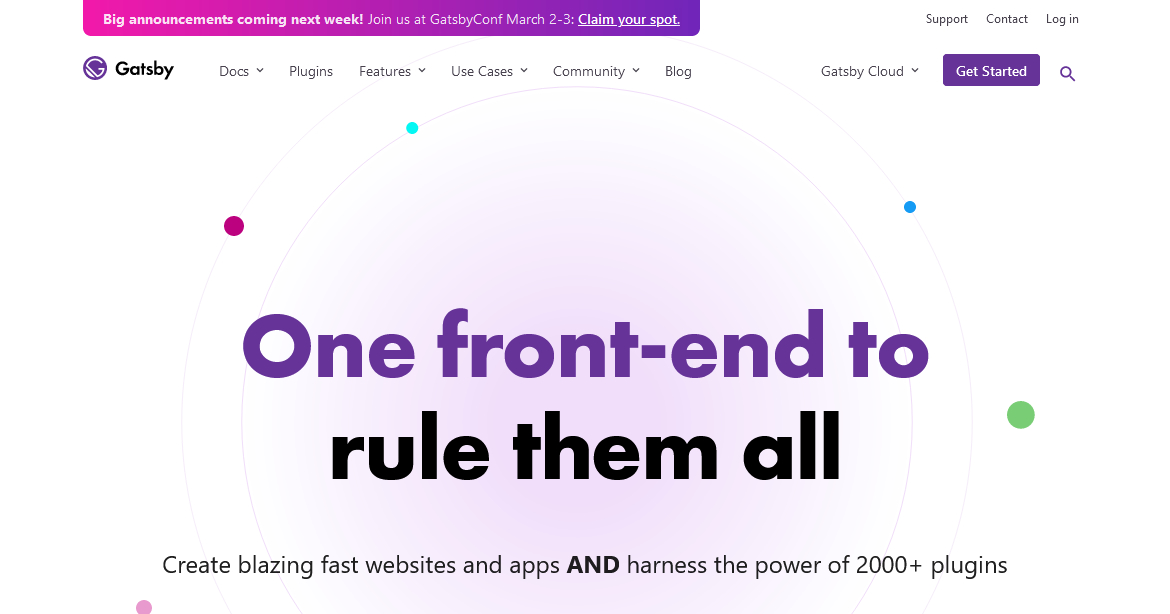 Big announcements coming next week! Join us at GatsbyConf March 2-3: Claim your spot.
Support Contact Log in
Gatsby Docs Plugins Features Use Cases Community Blog Gatsby Cloud Get Started
One front-end to
rule them all
Create blazing fast websites and apps AND harness the power of 2000+ plugins